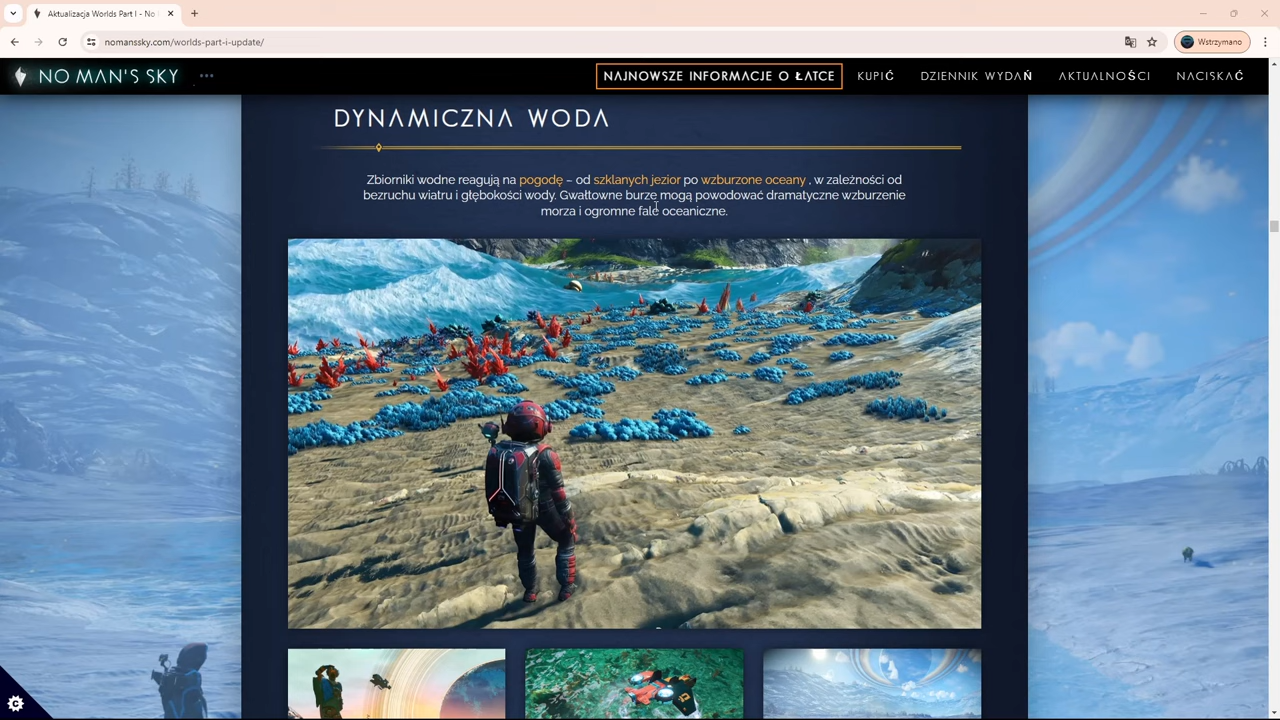 Aktualizacja Worlds Part I - No
nomanssky.com/worlds-part-i-update/
Wstrzymano
NO MAN'S SKY
NAJNOWSZE INFORMACJE O ŁATCE
KUPIĆ
DZIENNIK WYDAŃ
AKTUALNOŚCI
NACISKAĆ
DYNAMICZNA WODA
Zbiorniki wodne reagują na pogodę – od szklanych jezior po wzburzone oceany , w zależności od
bezruchu wiatru i głębokości wody. Gwałtowne burze mogą powodować dramatyczne wzburzenie
morza i ogromne fale oceaniczne.